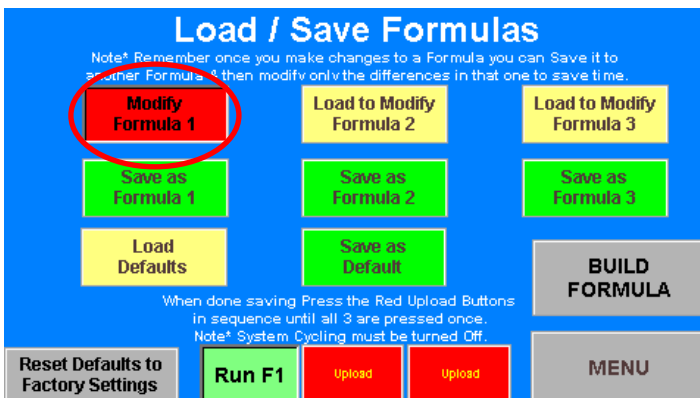 Load / Save Formulas
Note* Remember once you make changes to a Formula you can Save it to
another Formula & then modify only the differences in that one to save time.
Modify
Formula 1
Load to Modify
Formula 2
Load to Modify
Formula 3
Save as
Formula 1
Save as
Formula 2
Save as
Formula 3
Load
Defaults
Save as
Default
BUILD
FORMULA
When done saving Press the Red Upload Buttons
in sequence until all 3 are pressed once.
Note* System Cycling must be turned Off.
Reset Defaults to
Factory Settings
Run F1
Upload
Upload
MENU